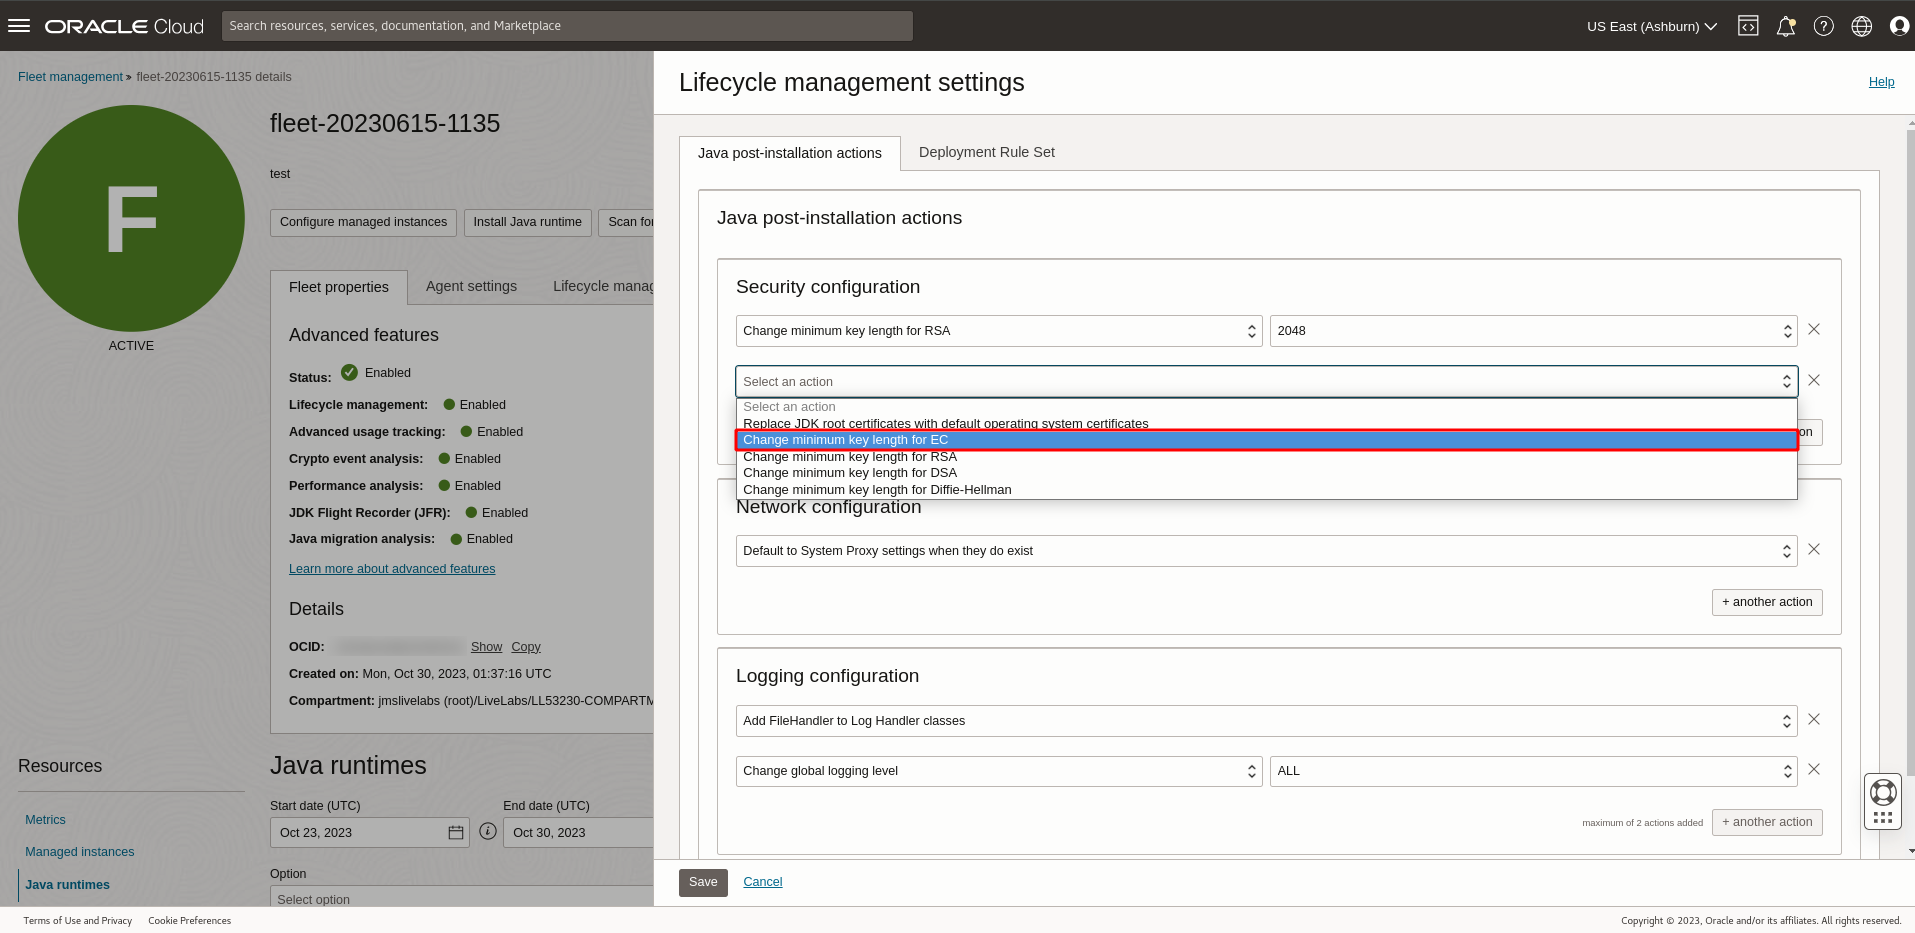 ORACLE Cloud
Search resources, services, documentation, and Marketplace
US East (Ashburn)
Fleet management » fleet-20230615-1135 details
F
ACTIVE
fleet-20230615-1135
test
Configure managed instances
Install Java runtime
Scan for
Fleet properties
Agent settings
Lifecycle manag
Advanced features
Status: Enabled
Lifecycle management: Enabled
Advanced usage tracking: Enabled
Crypto event analysis: Enabled
Performance analysis: Enabled
JDK Flight Recorder (JFR): Enabled
Java migration analysis: Enabled
Learn more about advanced features
Details
OCID: Show Copy
Created on: Mon, Oct 30, 2023, 01:37:16 UTC
Compartment: jmslivelabs (root)/LiveLabs/LL53230-COMPARTM
Resources
Metrics
Managed instances
Java runtimes
Java runtimes
Start date (UTC)
End date (UTC)
Oct 23, 2023
i
Oct 30, 2023
Option
Select option
Lifecycle management settings
Help
Java post-installation actions
Deployment Rule Set
Java post-installation actions
Security configuration
Change minimum key length for RSA
2048
Select an action
Select an action
Replace JDK root certificates with default operating system certificates
Change minimum key length for EC
on
Change minimum key length for RSA
Change minimum key length for DSA
Change minimum key length for Diffie-Hellman
Network configuration
Default to System Proxy settings when they do exist
+ another action
Logging configuration
Add FileHandler to Log Handler classes
Change global logging level
ALL
maximum of 2 actions added
+ another action
Save
Cancel
Terms of Use and Privacy
Cookie Preferences
Copyright © 2023, Oracle and/or its affiliates. All rights reserved.